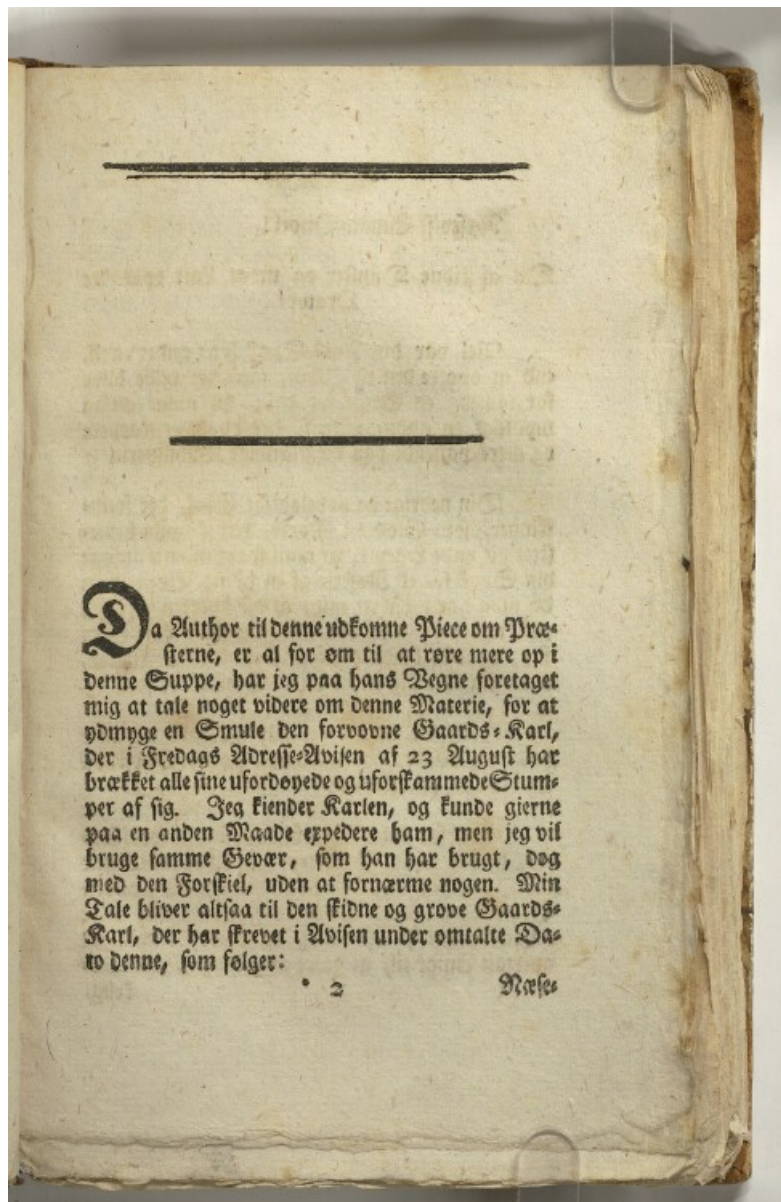 Da Author til denne udkomne Piece om Præ-
sterne, er al for om til at røre mere op i
denne Suppe, har jeg paa hans Vegne foretaget
mig at tale noget videre om denne Materie, for at
ydmyge en Smule den forvovne Gaards-Karl,
der i Fredags Adresse-Avisen af 23 August har
brækket alle sine ufordøyede og uforskammede Stum-
per af sig. Jeg kiender Karlen, og kunde gierne
paa en anden Maade expedere ham, men jeg vil
bruge samme Gevær, som han har brugt, dog
med den Forskiel, uden at fornærme nogen. Min
Tale bliver altsaa til den skidne og grove Gaards-
Karl, der har skrevet i Avisen under omtalte Da-
to denne, som følger:
* 2 Næse-